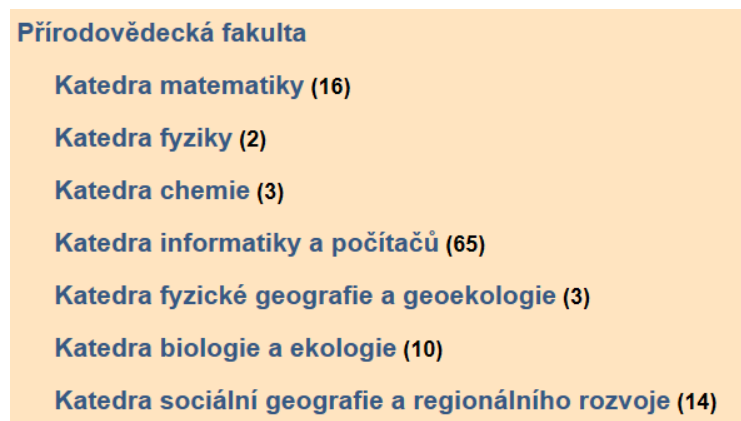 Přírodovědecká fakulta
Katedra matematiky (16)
Katedra fyziky (2)
Katedra chemie (3)
Katedra informatiky a počítačů (65)
Katedra fyzické geografie a geoekologie (3)
Katedra biologie a ekologie (10)
Katedra sociální geografie a regionálního rozvoje (14)